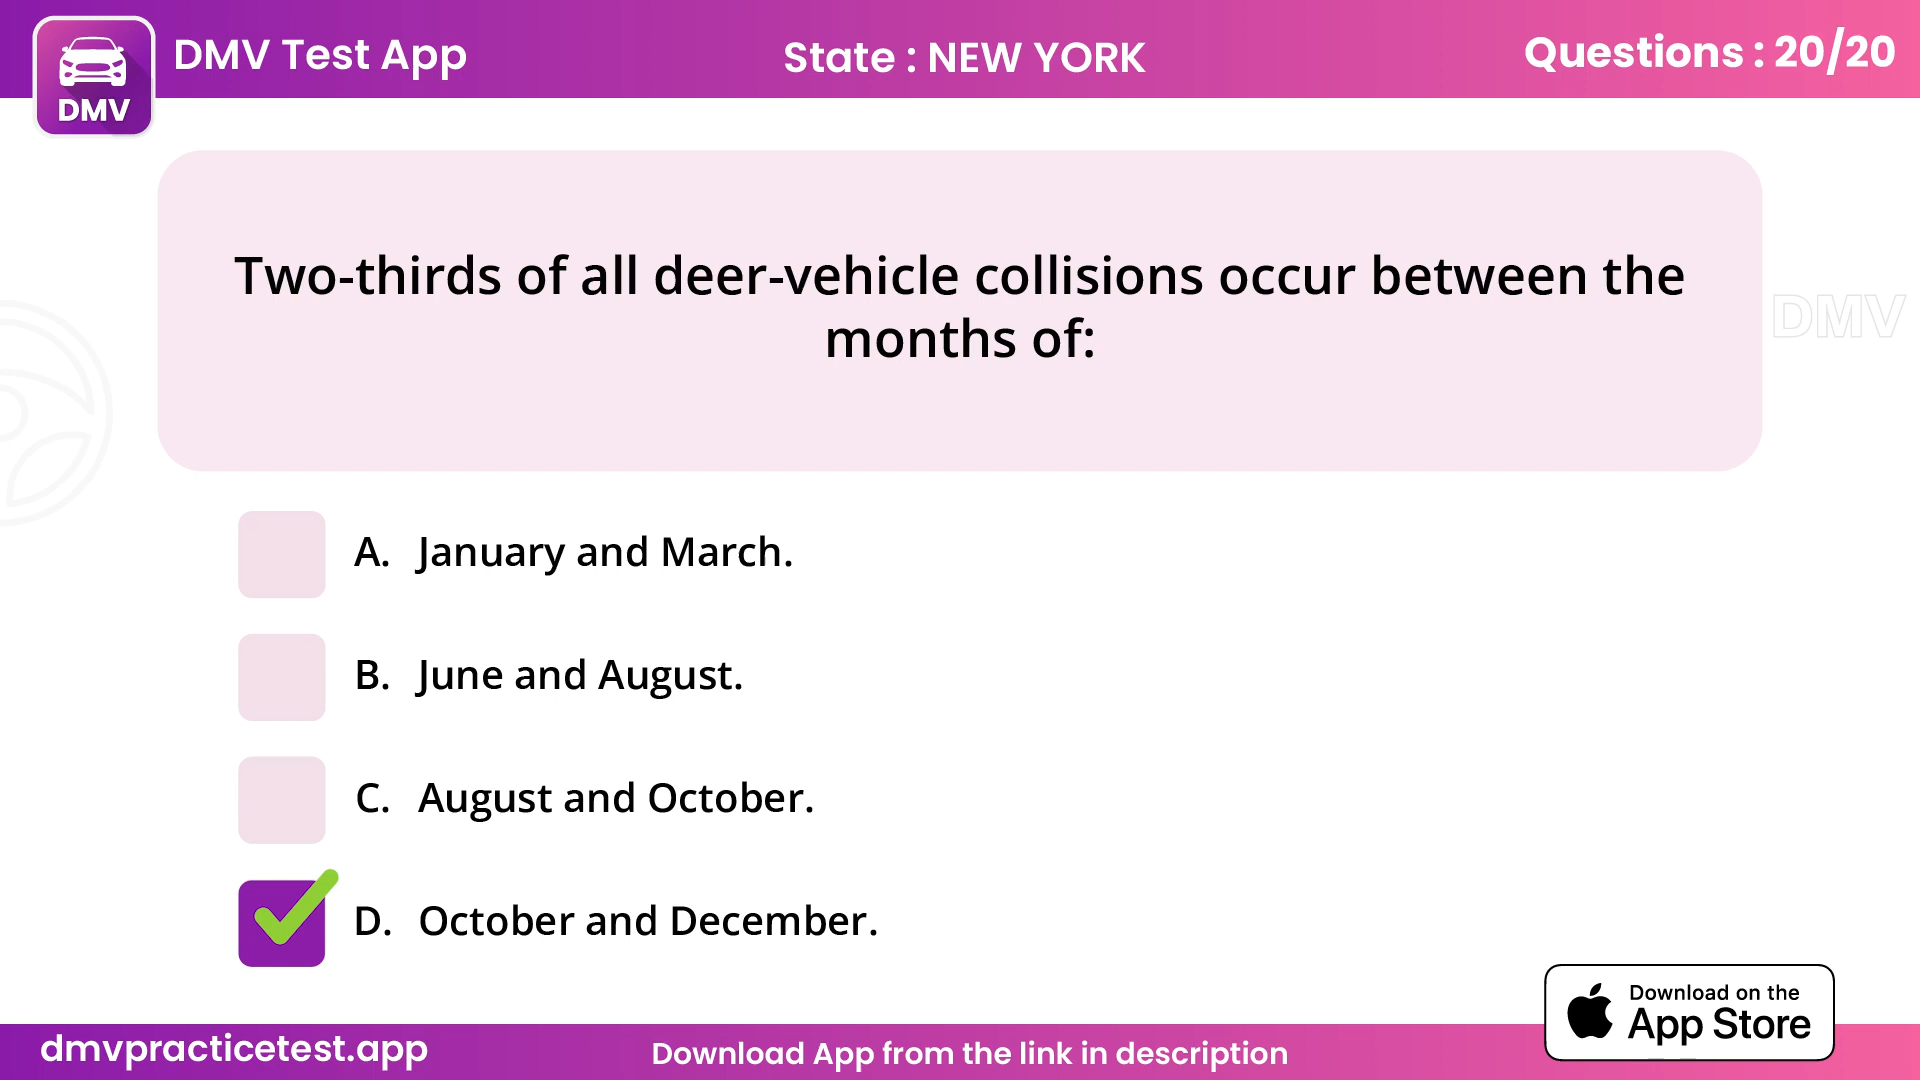 DMV Test App
State : NEW YORK
Questions : 20/20
DMV
Two-thirds of all deer-vehicle collisions occur between the
months of:
DMV
A. January and March.
B. June and August.
C. August and October.
D. October and December.
Download on the
App Store
dmvpracticetest.app
Download App from the link in description